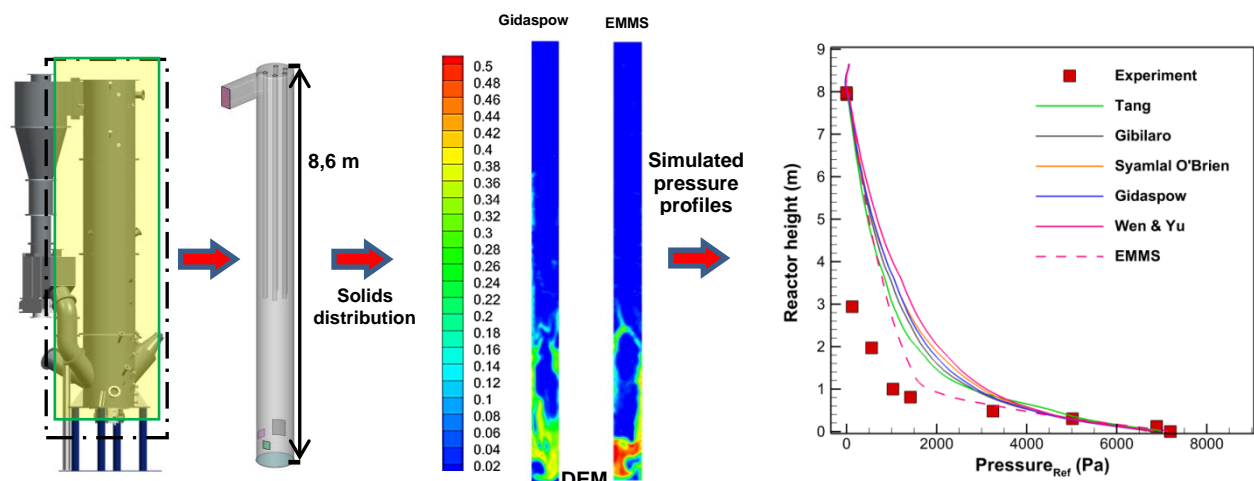 8,6 m
Solids
distribution
Gidaspow
EMMS
0.5
0.48
0.46
0.44
0.42
0.4
0.38
0.36
0.34
0.32
0.3
0.28
0.26
0.24
0.22
0.2
0.18
0.16
0.14
0.12
0.1
0.08
0.06
0.04
0.02
DEM
Simulated
pressure
profiles
Reactor height (m)
9
8
7
6
5
4
3
2
1
0
Experiment
Tang
Gibilaro
Syamlal O'Brien
Gidaspow
Wen & Yu
EMMS
0 2000 4000 6000 8000
Pressure_Ref (Pa)